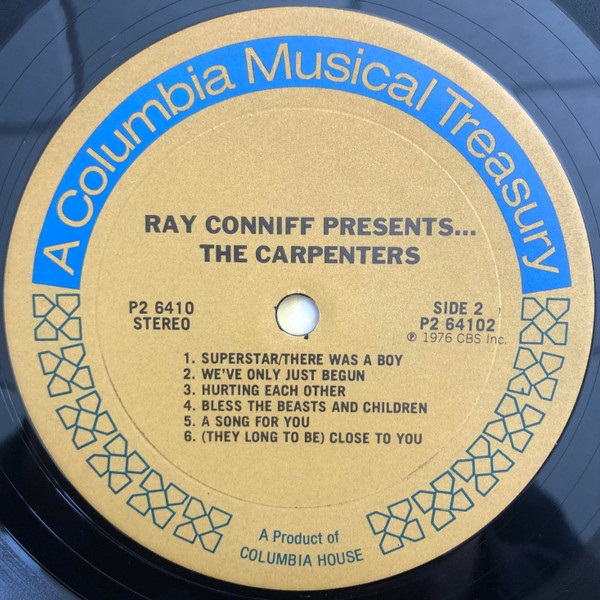 A Columbia Musical Treasury
RAY CONNIFF PRESENTS...
THE CARPENTERS
P2 6410
STEREO
SIDE 2
P2 64102
℗ 1976 CBS Inc.
1. SUPERSTAR/THERE WAS A BOY
2. WE'VE ONLY JUST BEGUN
3. HURTING EACH OTHER
4. BLESS THE BEASTS AND CHILDREN
5. A SONG FOR YOU
6. (THEY LONG TO BE) CLOSE TO YOU
A Product of
COLUMBIA HOUSE